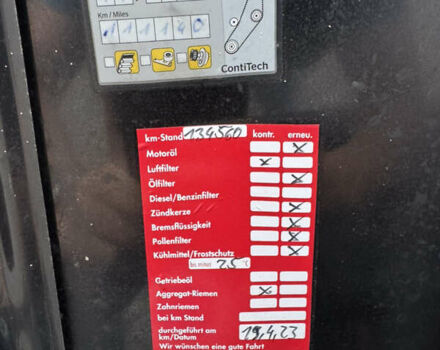 Km / Miles
111140
ContiTech
km-Stand 134560 kontr. erneu.
Motoröl x
Luftfilter x
Ölfilter x
Diesel/Benzinfilter
Zündkerze x
Bremsflüssigkeit x
Pollenfilter x
Kühlmittel/Frostschutz x
bis minus 25
Getriebeöl
Aggregat-Riemen x
Zahnriemen
bei km Stand
durchgeführt am
km/Datum 19.4.23
Wir wünschen eine gute Fahrt